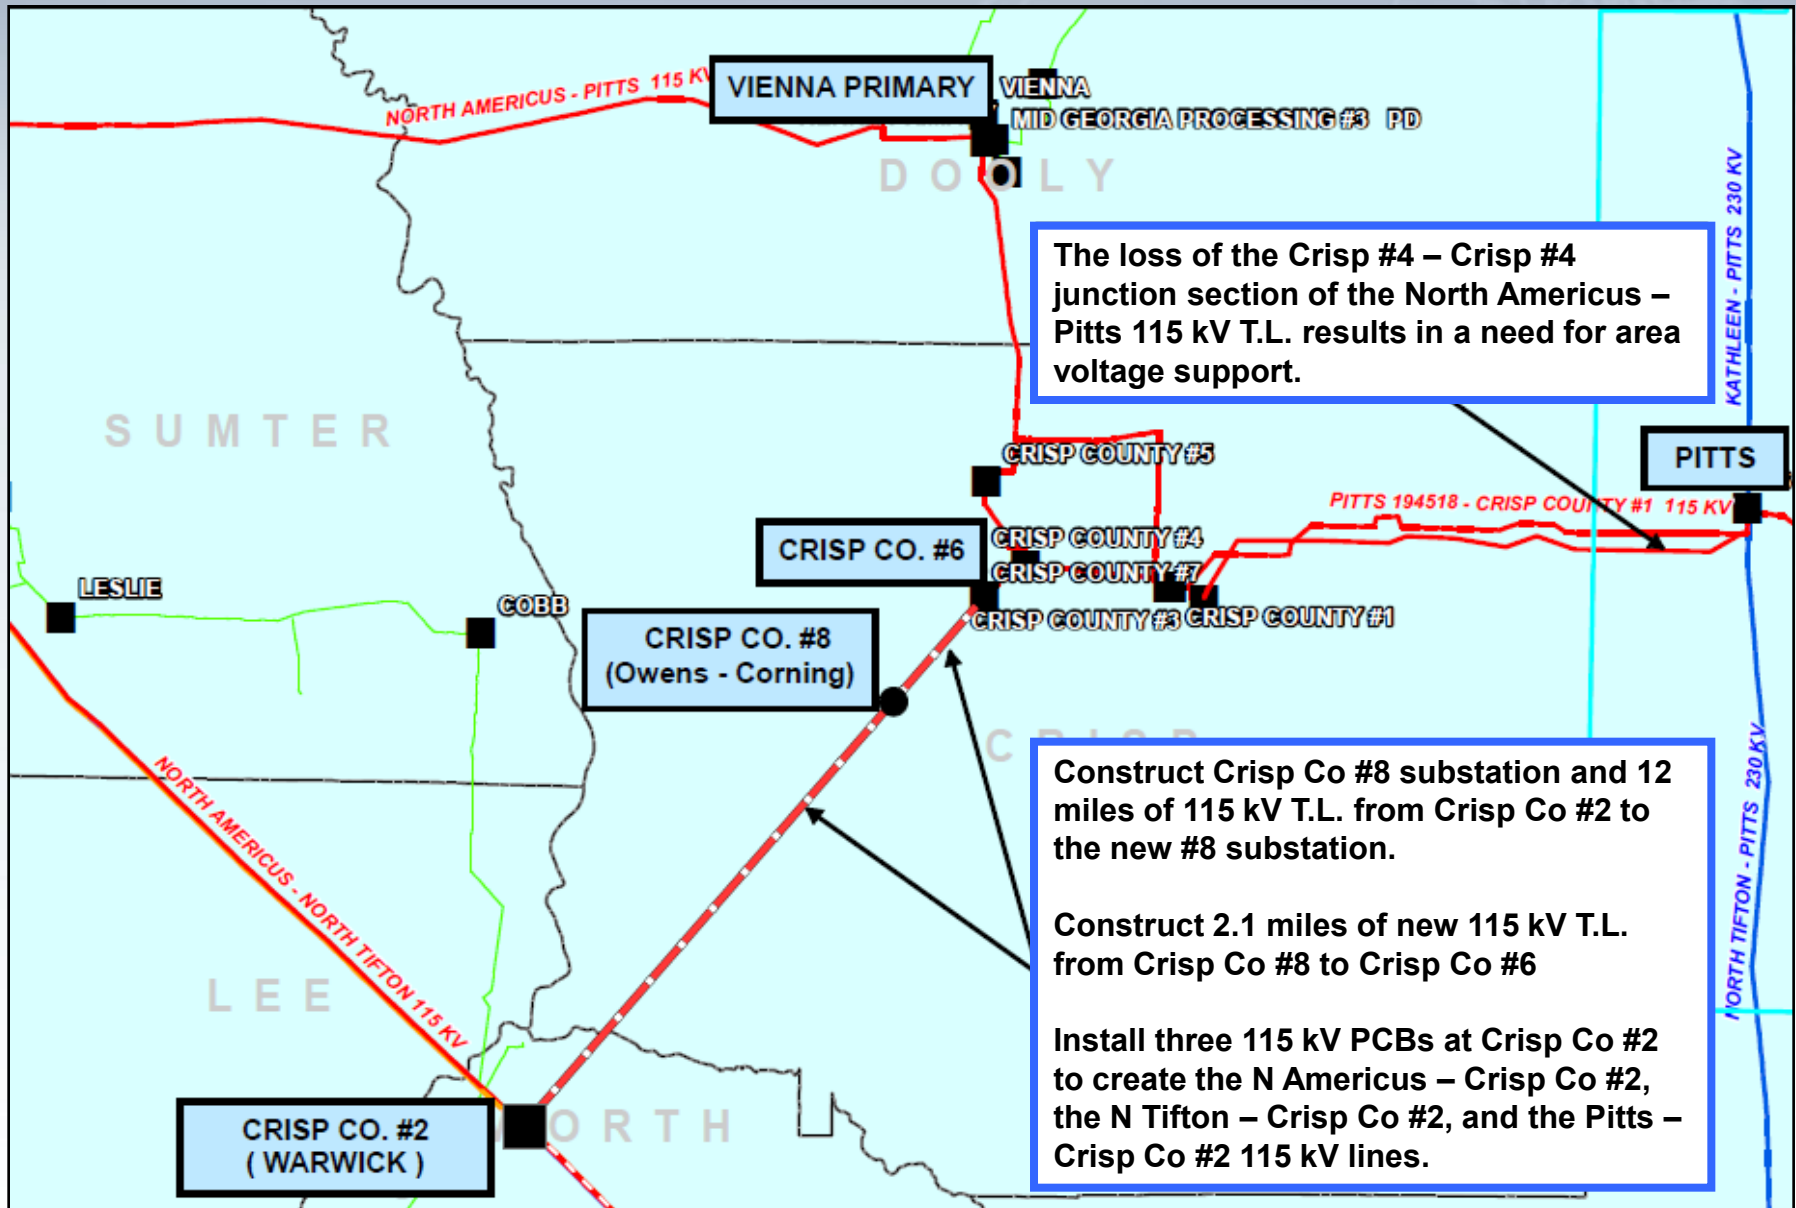 NORTH AMERICUS - PITTS 115 KV
VIENNA PRIMARY
VIENNA
MID GEORGIA PROCESSING #3 PD
DOOLY
KATHLEEN - PITTS 230 KV
The loss of the Crisp #4 – Crisp #4
junction section of the North Americus –
Pitts 115 kV T.L. results in a need for area
voltage support.
SUMTER
CRISP COUNTY #5
PITTS
PITTS 194518 - CRISP COUNTY #1 115 KV
CRISP CO. #6
CRISP COUNTY #4
CRISP COUNTY #7
LESLIE
COBB
CRISP COUNTY #3
CRISP COUNTY #1
CRISP CO. #8
(Owens - Corning)
CRISP
Construct Crisp Co #8 substation and 12
miles of 115 kV T.L. from Crisp Co #2 to
the new #8 substation.
Construct 2.1 miles of new 115 kV T.L.
from Crisp Co #8 to Crisp Co #6
Install three 115 kV PCBs at Crisp Co #2
to create the N Americus – Crisp Co #2,
the N Tifton – Crisp Co #2, and the Pitts –
Crisp Co #2 115 kV lines.
NORTH TIFTON - PITTS 230 KV
NORTH AMERICUS - NORTH TIFTON 115 KV
LEE
WORTH
CRISP CO. #2
( WARWICK )